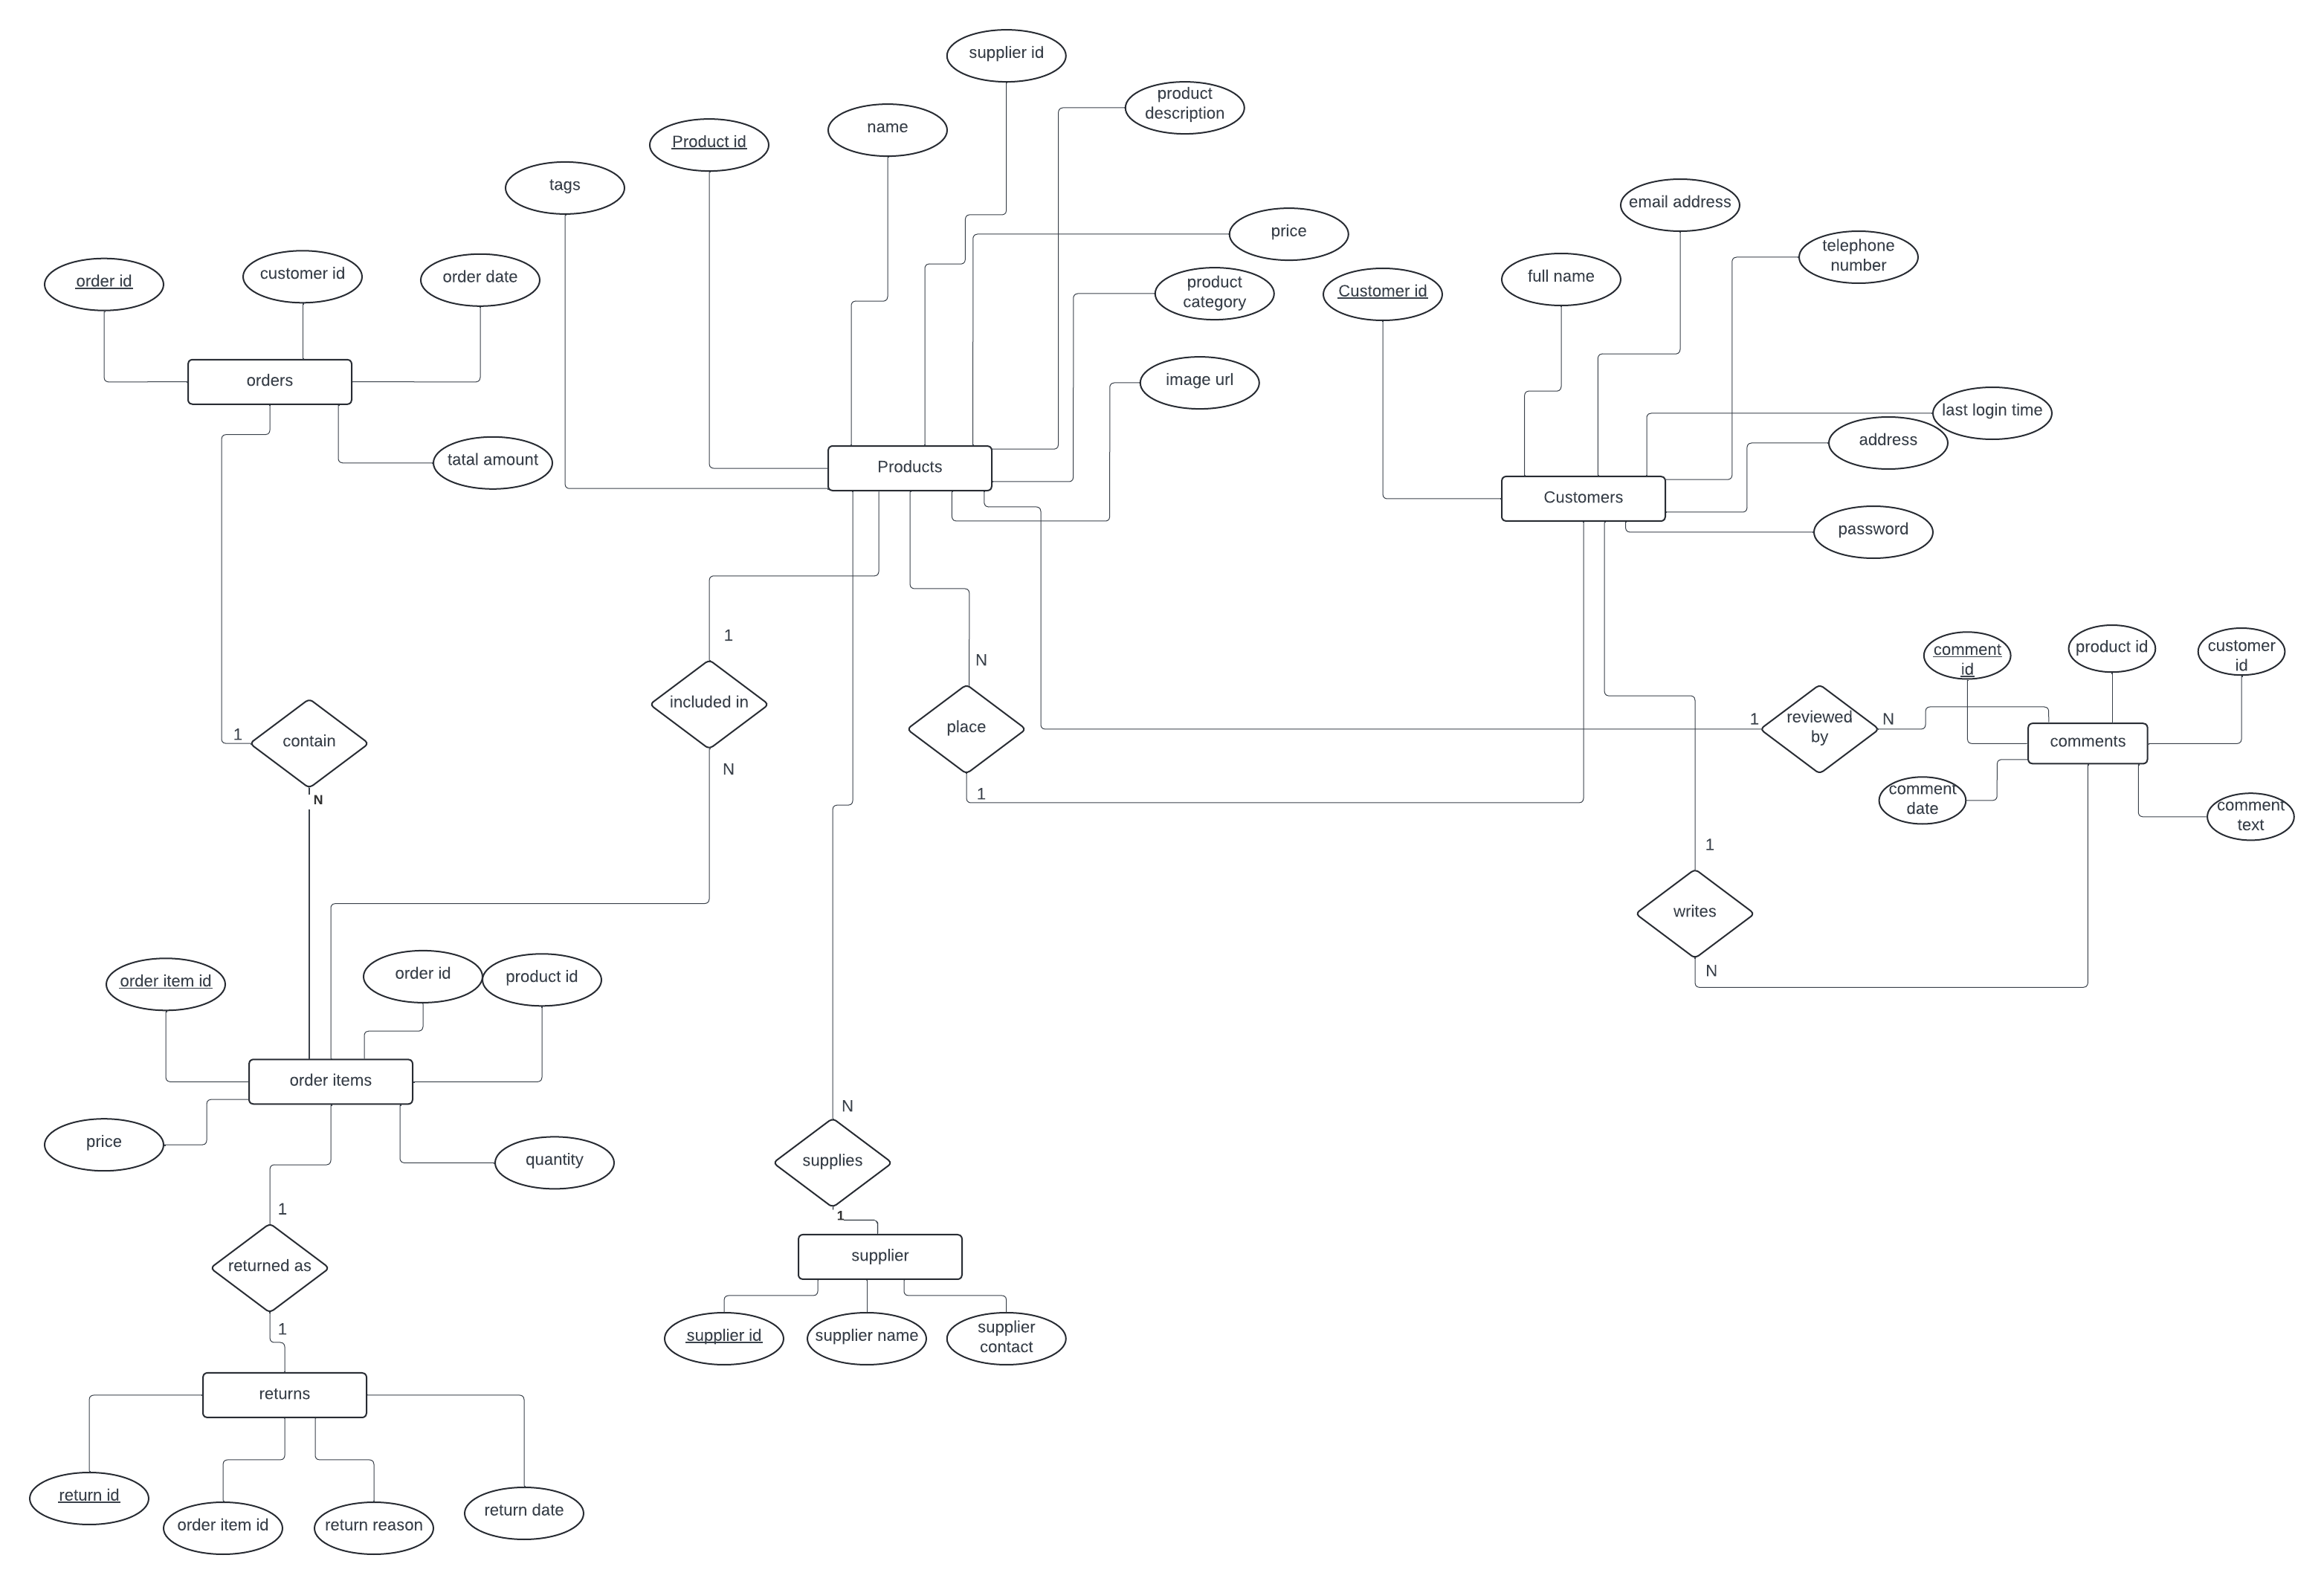 supplier id
product
description
name
Product id
tags
email address
price
telephone
number
order id
customer id
order date
full name
Customer id
product
category
orders
image url
last login time
address
tatal amount
Products
Customers
password
1
N
comment
id
product id
customer
id
included in
place
1
reviewed
by
N
1
contain
comments
N
N
1
comment
date
comment
text
1
writes
N
order item id
order id
product id
order items
N
price
quantity
supplies
1
1
returned as
supplier
1
supplier id
supplier name
supplier
contact
returns
return id
order item id
return reason
return date